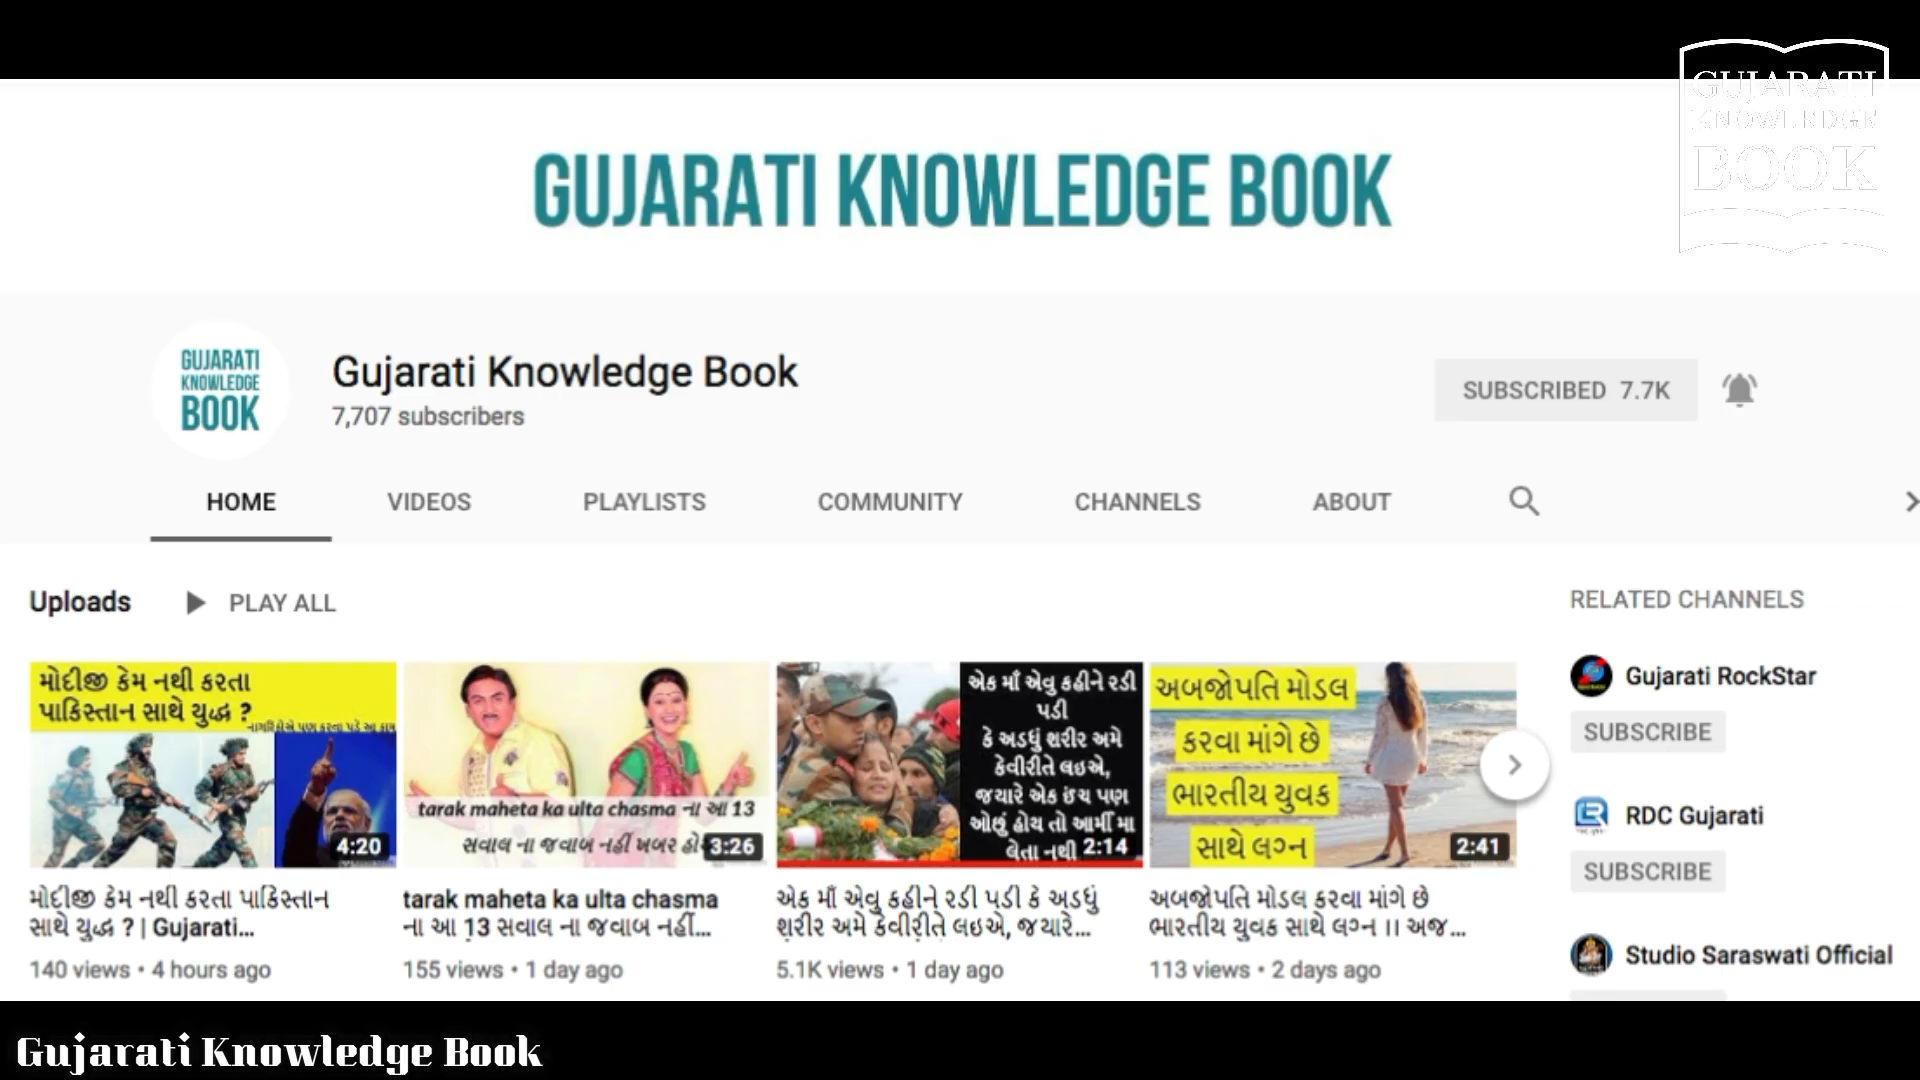 GUJARATI
KNOWLEDGE
BOOK
GUJARATI KNOWLEDGE BOOK
GUJARATI
KNOWLEDGE
BOOK
Gujarati Knowledge Book
7,707 subscribers
SUBSCRIBED 7.7K
HOME VIDEOS PLAYLISTS COMMUNITY CHANNELS ABOUT
Uploads PLAY ALL
મોદીજી કેમ નથી કરતા
પાકિસ્તાન સાથે યુદ્ધ ?
નાગરિકોએ પણ કરવા પડે આ કામ
4:20
tarak maheta ka ulta chasma ના આ 13
સવાલ ના જવાબ નહીં ખબર હો
3:26
એક માઁ એવુ કહીને રડી
પડી
કે અડધું શરીર અમે
કેવીરીતે લઇએ,
જયારે એક ઇંચ પણ
ઓછું હોય તો આર્મી મા
લેતા નથી
2:14
અબજોપતિ મોડલ
કરવા માંગે છે
ભારતીય યુવક
સાથે લગ્ન
2:41
મોદીજી કેમ નથી કરતા પાકિસ્તાન
સાથે યુદ્ધ ? | Gujarati...
140 views • 4 hours ago
tarak maheta ka ulta chasma
ના આ 13 સવાલ ના જવાબ નહીં...
155 views • 1 day ago
એક માઁ એવુ કહીને રડી પડી કે અડધું
શરીર અમે કેવીરીતે લઇએ, જયારે...
5.1K views • 1 day ago
અબજોપતિ મોડલ કરવા માંગે છે
ભારતીય યુવક સાથે લગ્ન ।। અજ...
113 views • 2 days ago
RELATED CHANNELS
Gujarati RockStar
SUBSCRIBE
RDC Gujarati
SUBSCRIBE
Studio Saraswati Official
Gujarati Knowledge Book